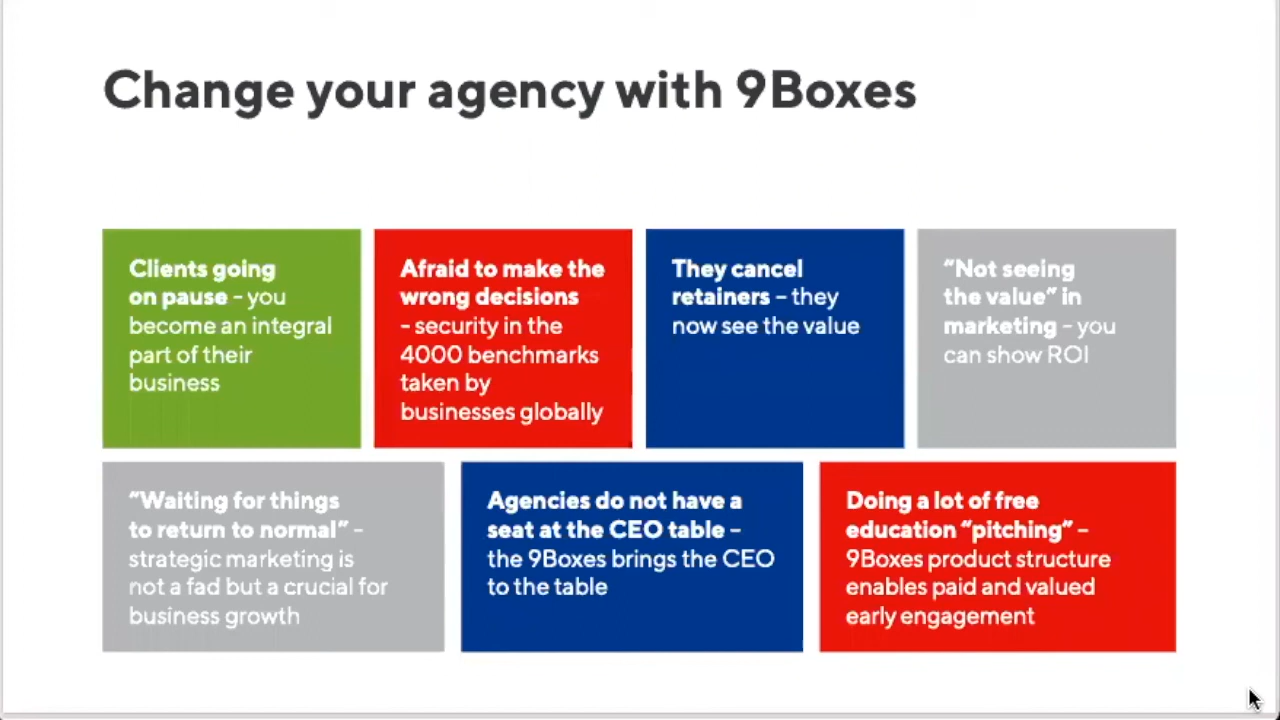 Change your agency with 9Boxes
Clients going
on pause – you
become an integral
part of their
business
Afraid to make the
wrong decisions
– security in the
4000 benchmarks
taken by
businesses globally
They cancel
retainers – they
now see the value
“Not seeing
the value” in
marketing – you
can show ROI
“Waiting for things
to return to normal” –
strategic marketing is
not a fad but a crucial for
business growth
Agencies do not have a
seat at the CEO table –
the 9Boxes brings the CEO
to the table
Doing a lot of free
education “pitching” –
9Boxes product structure
enables paid and valued
early engagement